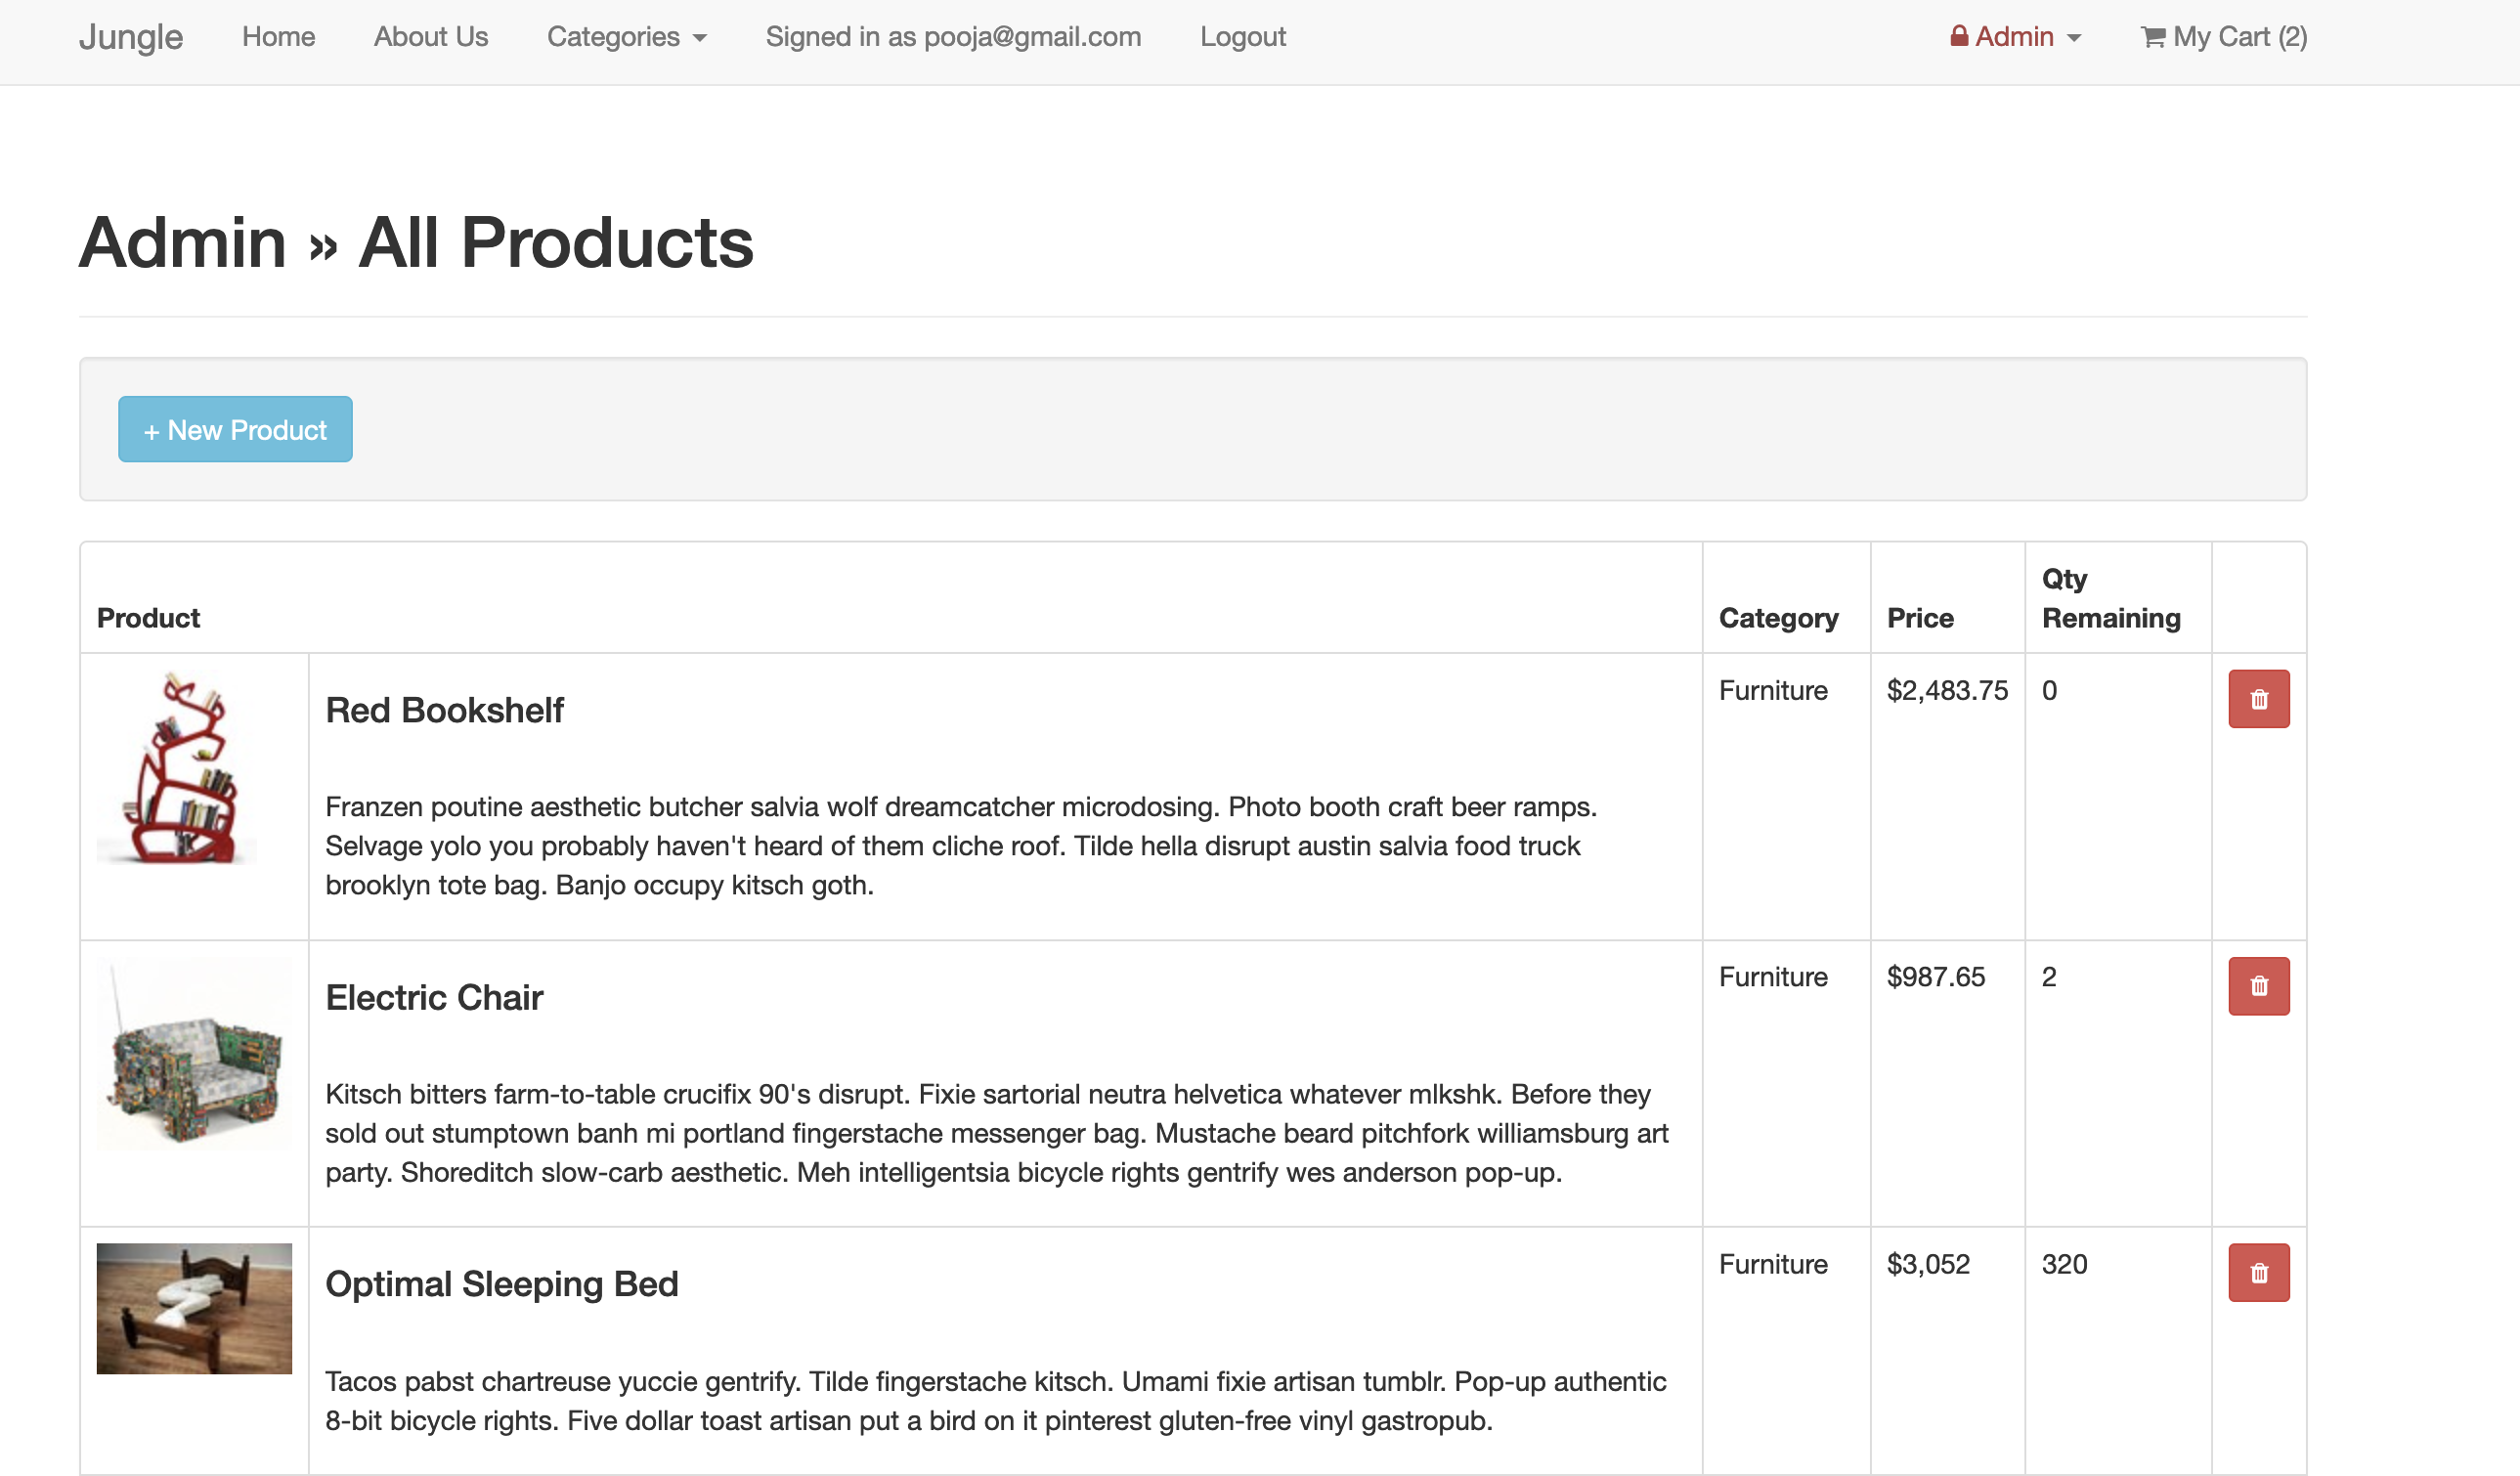 Jungle Home About Us Categories Signed in as pooja@gmail.com Logout Admin My Cart (2)
Admin » All Products
+ New Product
Product Category Price Qty Remaining
Red Bookshelf Furniture $2,483.75 0
Franzen poutine aesthetic butcher salvia wolf dreamcatcher microdosing. Photo booth craft beer ramps.
Selvage yolo you probably haven't heard of them cliche roof. Tilde hella disrupt austin salvia food truck
brooklyn tote bag. Banjo occupy kitsch goth.
Electric Chair Furniture $987.65 2
Kitsch bitters farm-to-table crucifix 90's disrupt. Fixie sartorial neutra helvetica whatever mlkshk. Before they
sold out stumptown banh mi portland fingerstache messenger bag. Mustache beard pitchfork williamsburg art
party. Shoreditch slow-carb aesthetic. Meh intelligentsia bicycle rights gentrify wes anderson pop-up.
Optimal Sleeping Bed Furniture $3,052 320
Tacos pabst chartreuse yuccie gentrify. Tilde fingerstache kitsch. Umami fixie artisan tumblr. Pop-up authentic
8-bit bicycle rights. Five dollar toast artisan put a bird on it pinterest gluten-free vinyl gastropub.